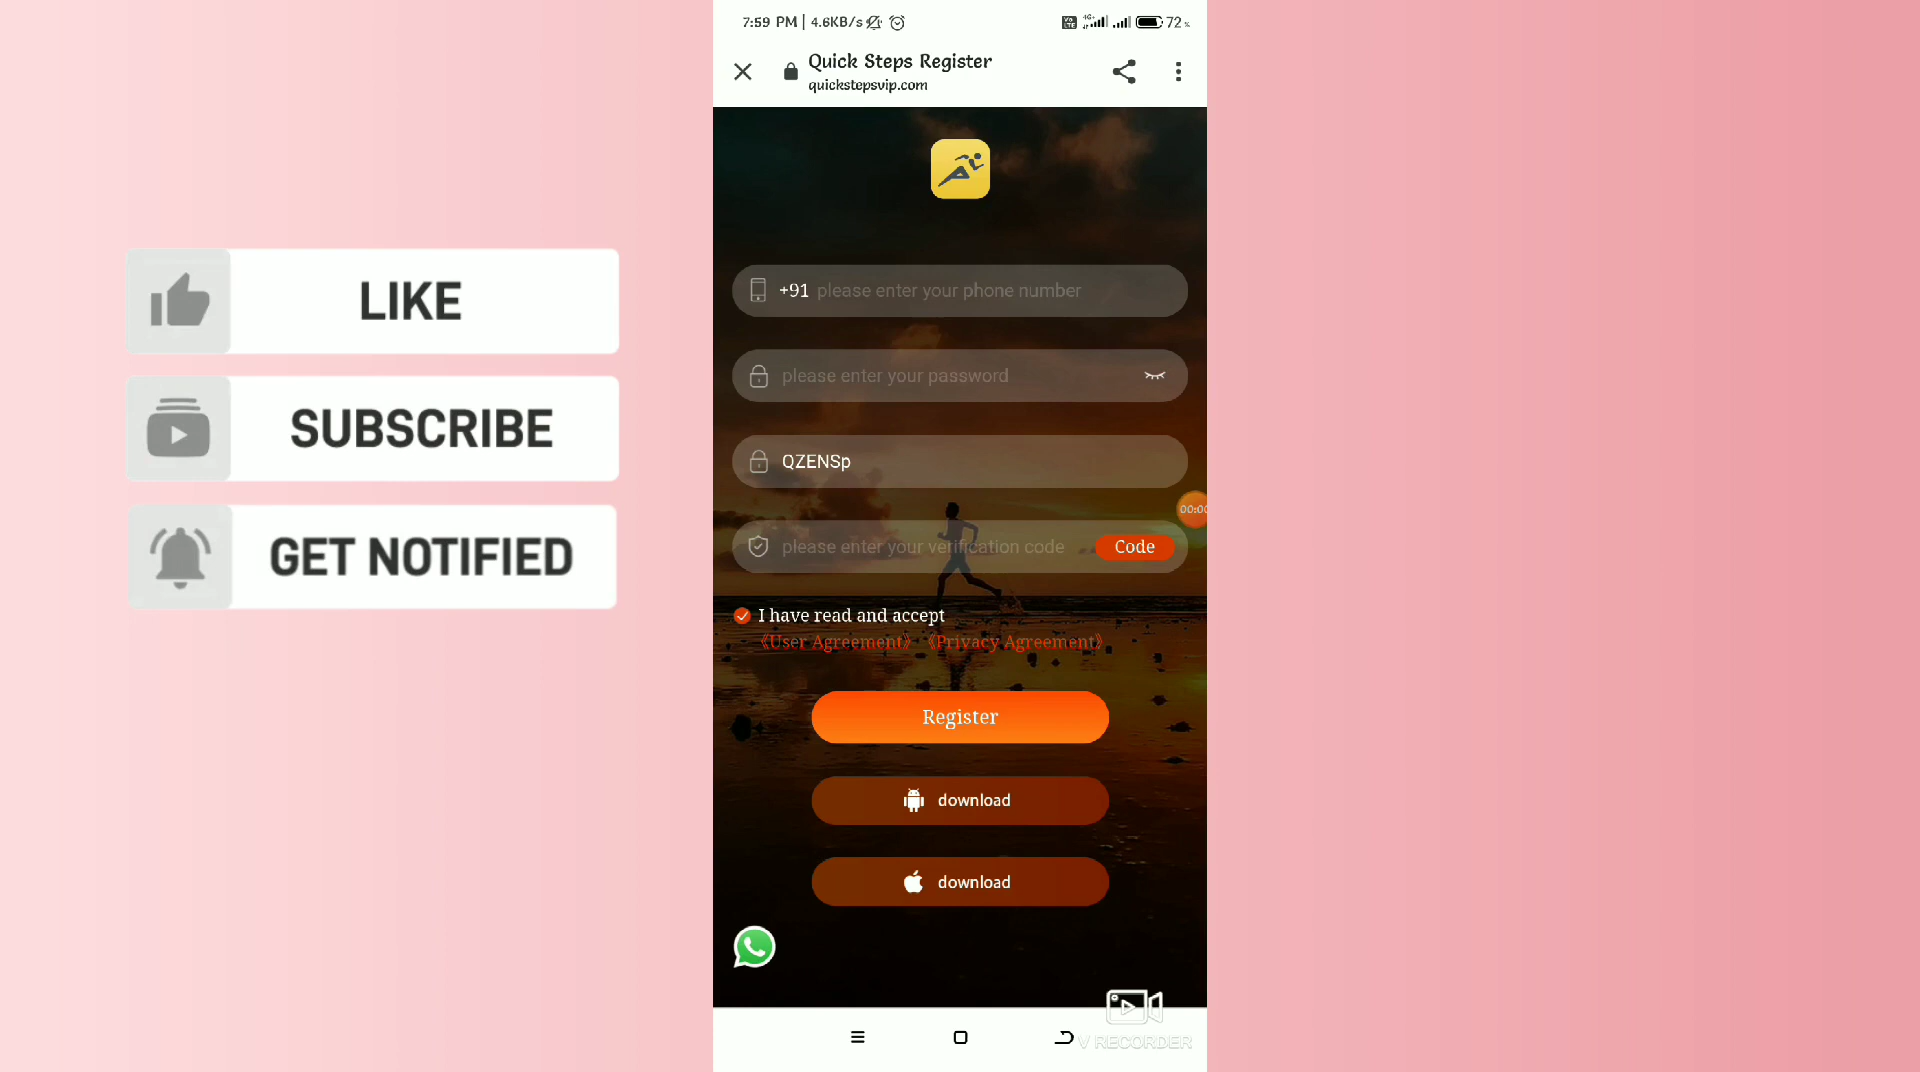 7:59 PM | 4.6KB/s
72
Quick Steps Register
quickstepsvip.com
LIKE
SUBSCRIBE
GET NOTIFIED
+91 please enter your phone number
please enter your password
QZENSp
00:00
please enter your verification code Code
I have read and accept
《User Agreement》 《Privacy Agreement》
Register
download
download
V RECORDER